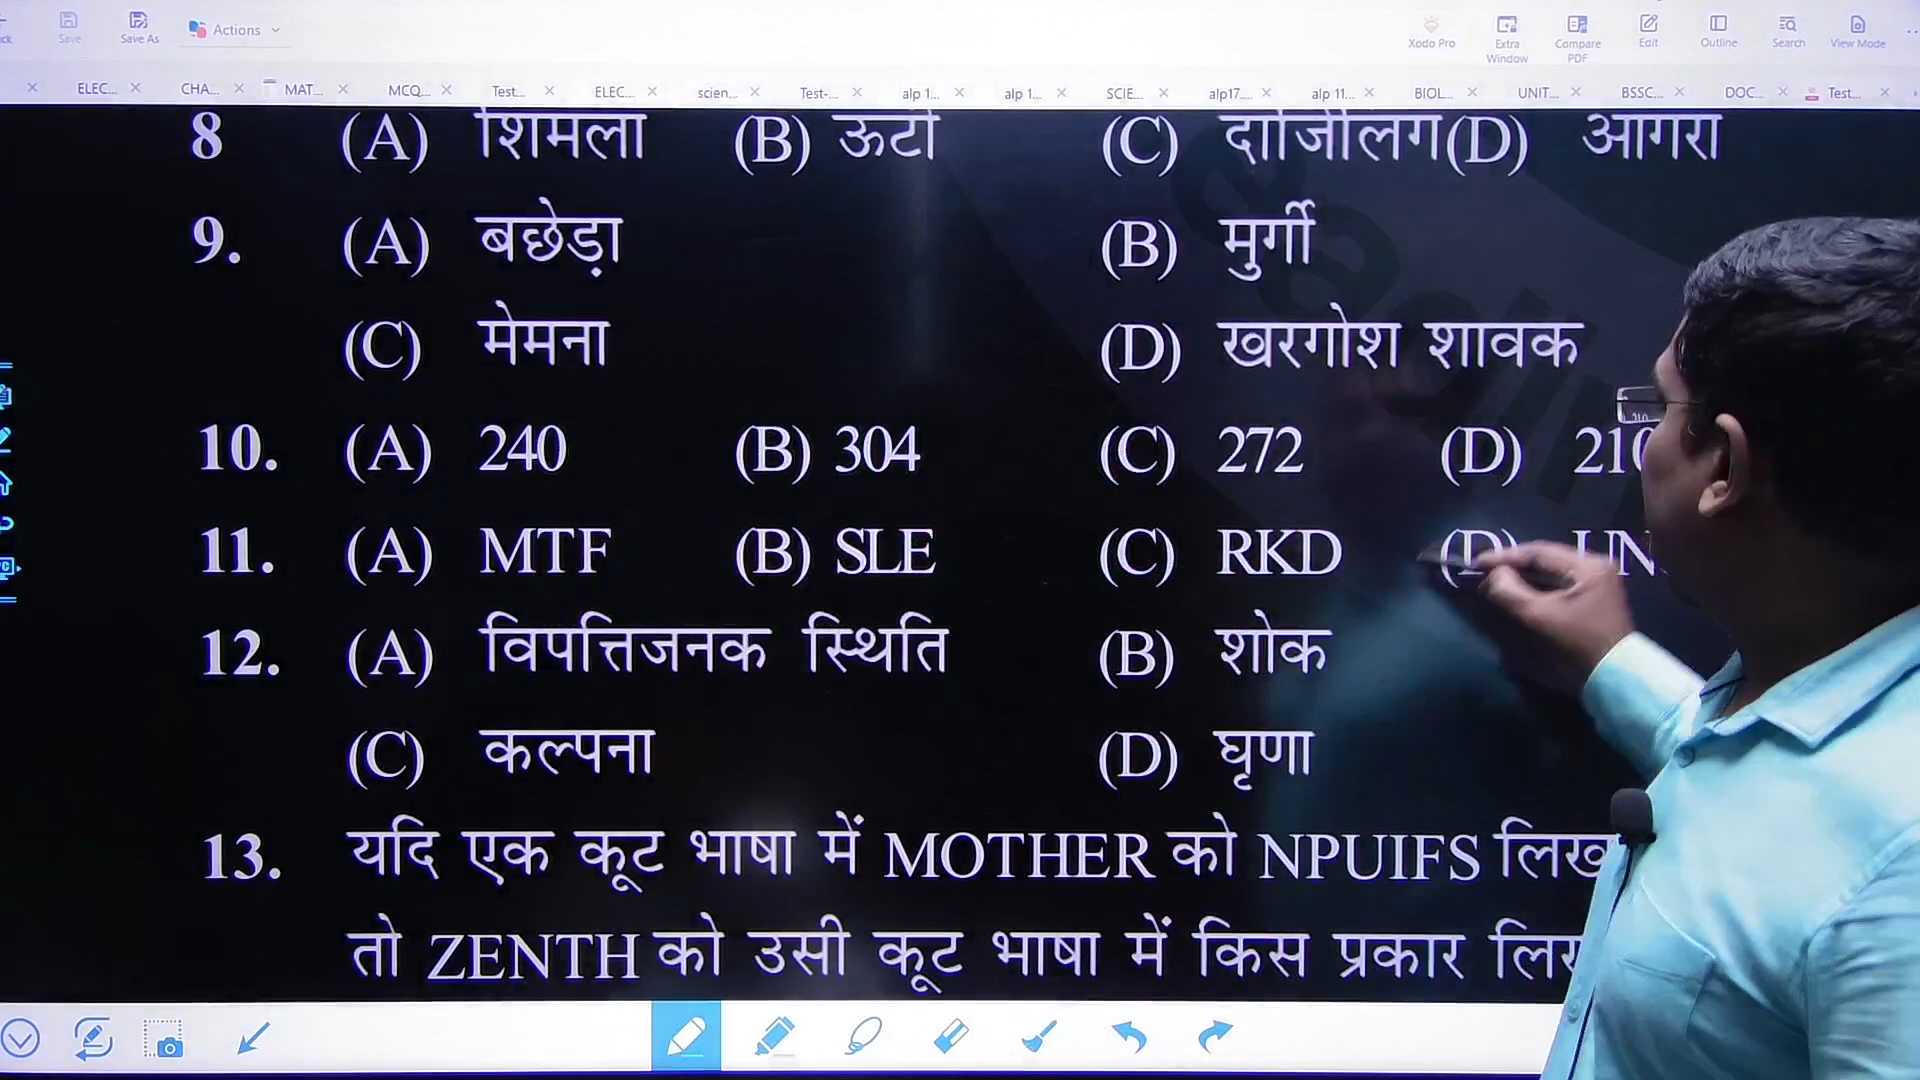 Save
Save As
Actions
Xodo Pro
Extra Window
Compare PDF
Edit
Outline
Search
View Mode
ELEC... CHA... MAT... MCQ... Test... ELEC... scien... Test-... alp 1... alp 1... SCIE... alp17.... alp 11... BIOL... UNIT... BSSC... DOC... Test...
8 (A) शिमला (B) ऊटी (C) दार्जिलिंग (D) आगरा
9. (A) बछेड़ा (B) मुर्गी
(C) मेमना (D) खरगोश शावक
10. (A) 240 (B) 304 (C) 272 (D) 210
11. (A) MTF (B) SLE (C) RKD (D) UN
12. (A) विपत्तिजनक स्थिति (B) शोक
(C) कल्पना (D) घृणा
13. यदि एक कूट भाषा में MOTHER को NPUIFS लिख
तो ZENTH को उसी कूट भाषा में किस प्रकार